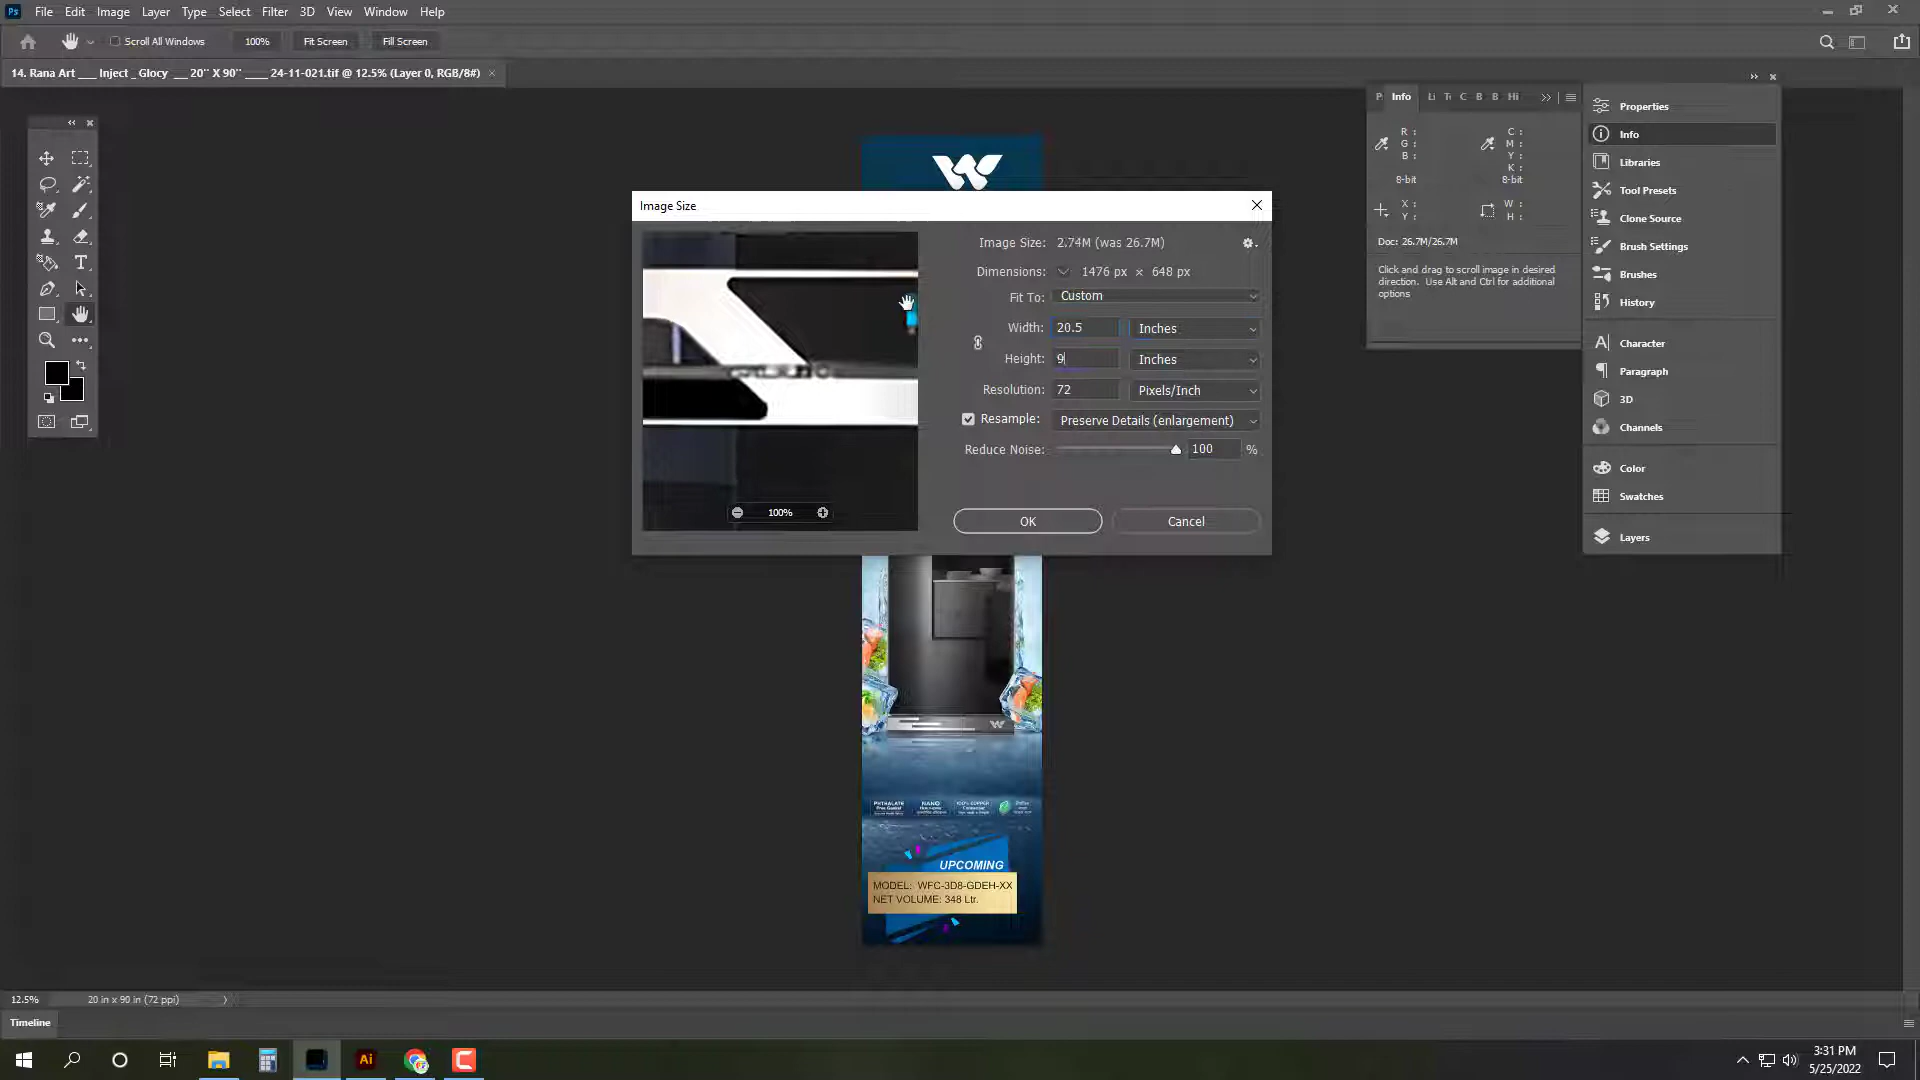 Ps File Edit Image Layer Type Select Filter 3D View Window Help
Scroll All Windows 100% Fit Screen Fill Screen
14. Rana Art ___ Inject _ Glocy ___ 20'' X 90'' ____ 24-11-021.tif @ 12.5% (Layer 0, RGB/8#) ×
P Info Li C B B Hi
R :
G :
B :
8-bit
C :
M :
Y :
K :
8-bit
X :
Y :
W :
H :
Doc: 26.7M/26.7M
Click and drag to scroll image in desired
direction. Use Alt and Ctrl for additional
options
Properties
Info
Libraries
Tool Presets
Clone Source
Brush Settings
Brushes
History
Character
Paragraph
3D
Channels
Color
Swatches
Layers
Image Size
Image Size: 2.74M (was 26.7M)
Dimensions: 1476 px × 648 px
Fit To: Custom
Width: 20.5 Inches
Height: 9 Inches
Resolution: 72 Pixels/Inch
Resample: Preserve Details (enlargement)
Reduce Noise: 100 %
100%
OK Cancel
UPCOMING
MODEL: WFC-3D8-GDEH-XX
NET VOLUME: 348 Ltr.
12.5% 20 in x 90 in (72 ppi)
Timeline
Ai
3:31 PM
5/25/2022